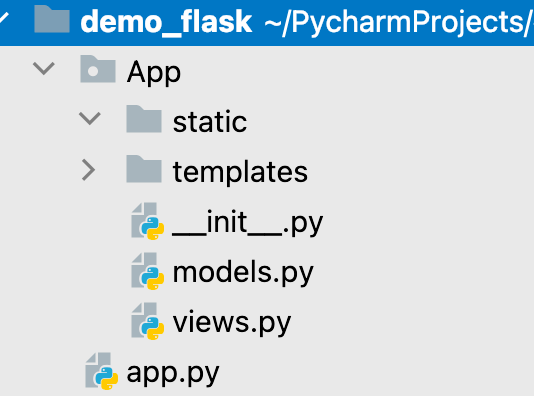 demo_flask ~/PycharmProjects/
App
static
templates
__init__.py
models.py
views.py
app.py